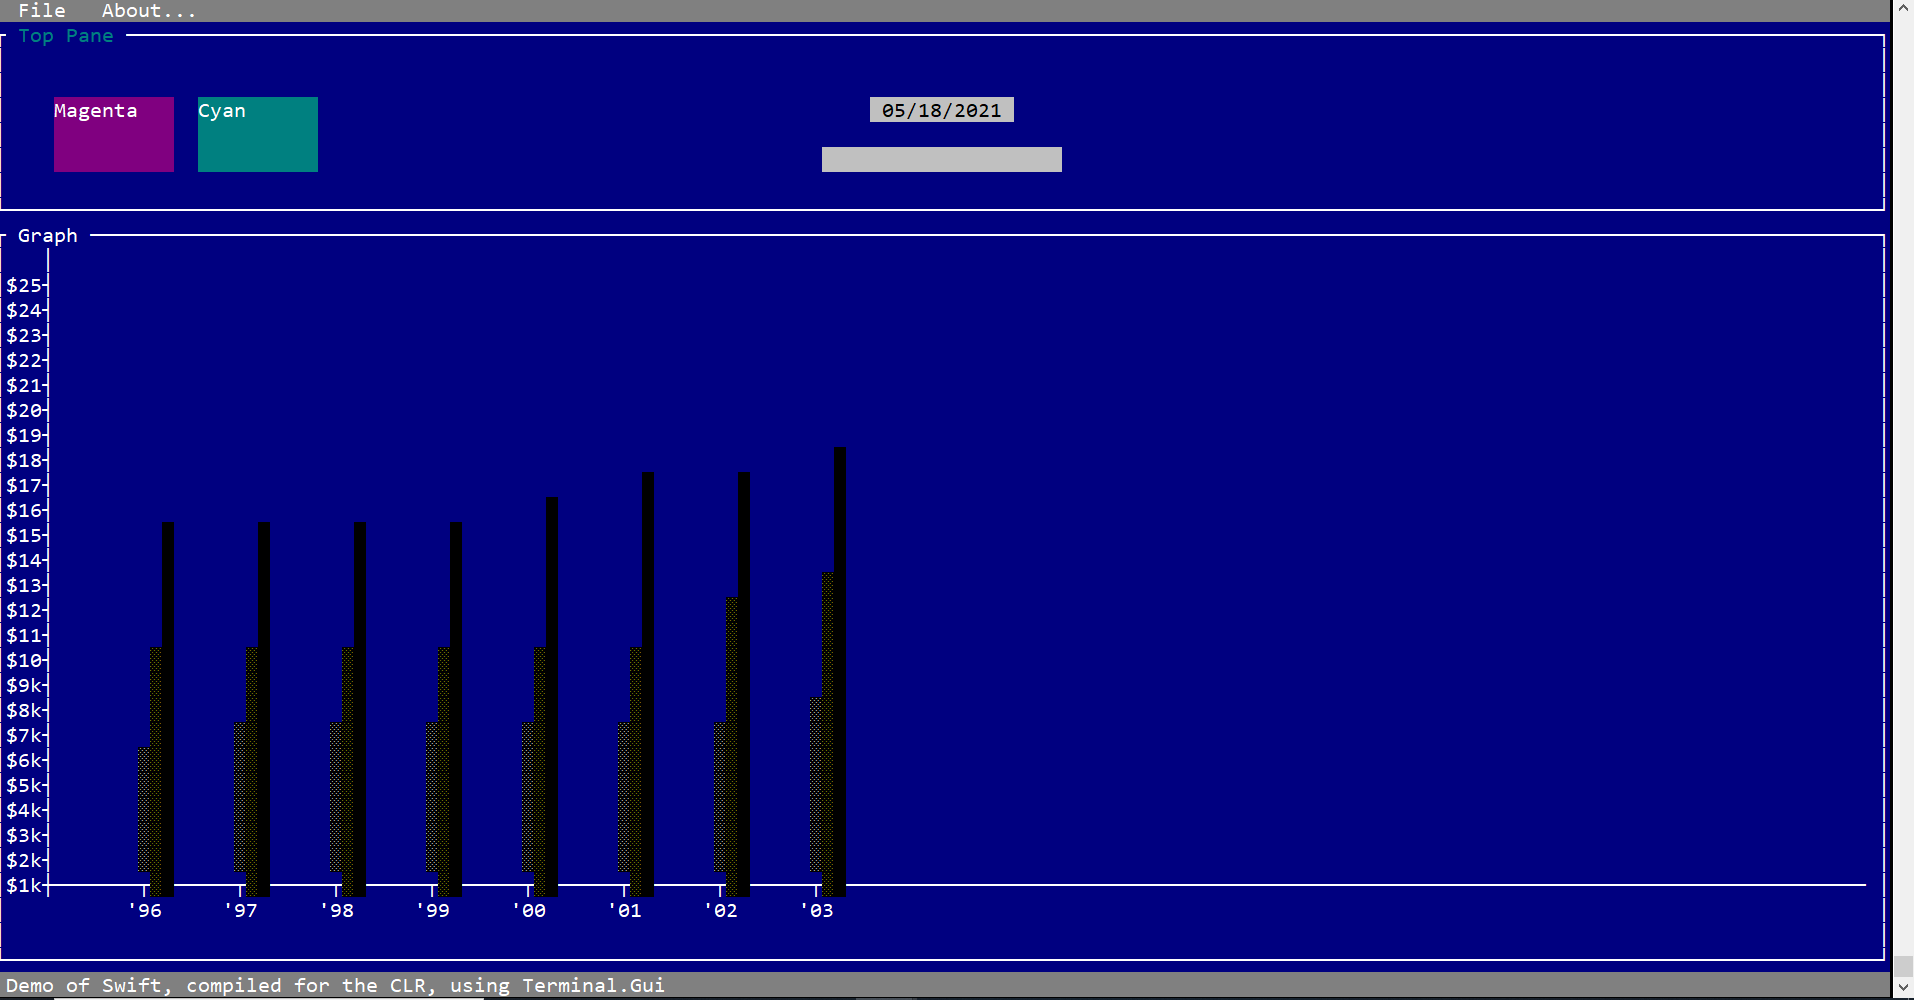 File About...
Top Pane
Magenta Cyan 05/18/2021
Graph
$25
$24
$23
$22
$21
$20
$19
$18
$17
$16
$15
$14
$13
$12
$11
$10
$9k
$8k
$7k
$6k
$5k
$4k
$3k
$2k
$1k
'96 '97 '98 '99 '00 '01 '02 '03
Demo of Swift, compiled for the CLR, using Terminal.Gui